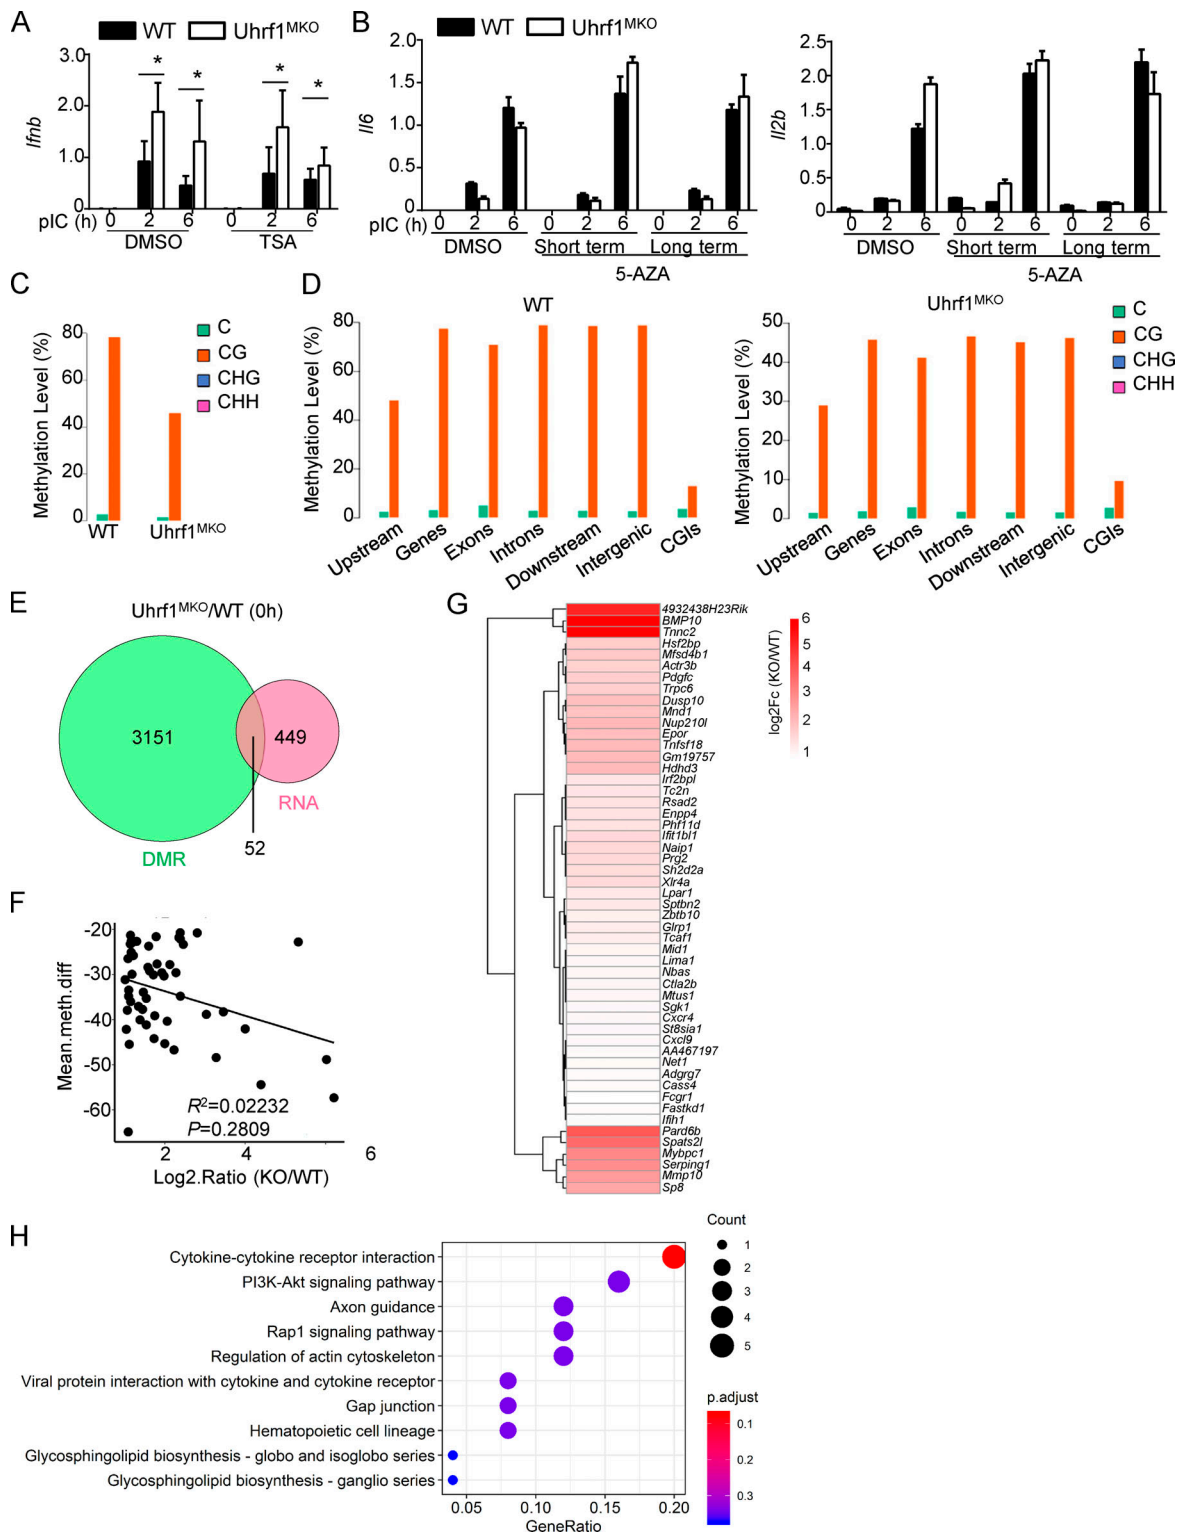 A
WT Uhrf1MKO
Ifnb
3.0
2.0
1.0
0
pIC (h) 0 2 6 0 2 6
DMSO TSA
* * * *
B
WT Uhrf1MKO
Il6
2.0
1.5
1.0
0.5
0
pIC (h) 0 2 6 0 2 6 0 2 6
DMSO Short term Long term
5-AZA
Il2b
2.5
2.0
1.5
1.0
0.5
0
0 2 6 0 2 6 0 2 6
DMSO Short term Long term
5-AZA
C
Methylation Level (%)
80
60
40
20
0
WT Uhrf1MKO
C
CG
CHG
CHH
D
WT
Methylation Level (%)
80
60
40
20
0
Upstream Genes Exons Introns Downstream Intergenic CGIs
Uhrf1MKO
Methylation Level (%)
50
40
30
20
10
0
Upstream Genes Exons Introns Downstream Intergenic CGIs
C
CG
CHG
CHH
E
Uhrf1MKO/WT (0h)
3151 449
RNA
52
DMR
F
Mean.meth.diff
-20
-30
-40
-50
-60
R2=0.02232
P=0.2809
2 4 6
Log2.Ratio (KO/WT)
G
4932438H23Rik
BMP10
Tnnc2
Hsf2bp
Mfsd4b1
Actr3b
Pdgfc
Trpc6
Dusp10
Mnd1
Nup210l
Epor
Tnfsf18
Gm19757
Hdhd3
Irf2bpl
Tc2n
Rsad2
Enpp4
Phf11d
Ifit1bl1
Naip1
Prg2
Sh2d2a
Xlr4a
Lpar1
Sptbn2
Zbtb10
Glrp1
Tcaf1
Mid1
Lima1
Nbas
Ctla2b
Mtus1
Sgk1
Cxcr4
St8sia1
Cxcl9
AA467197
Net1
Adgrg7
Cass4
Fcgr1
Fastkd1
Ifih1
Pard6b
Spats2l
Mybpc1
Serping1
Mmp10
Sp8
log2Fc (KO/WT)
6
5
4
3
2
1
H
Cytokine-cytokine receptor interaction
PI3K-Akt signaling pathway
Axon guidance
Rap1 signaling pathway
Regulation of actin cytoskeleton
Viral protein interaction with cytokine and cytokine receptor
Gap junction
Hematopoietic cell lineage
Glycosphingolipid biosynthesis - globo and isoglobo series
Glycosphingolipid biosynthesis - ganglio series
0.05 0.10 0.15 0.20
GeneRatio
Count
1
2
3
4
5
p.adjust
0.1
0.2
0.3